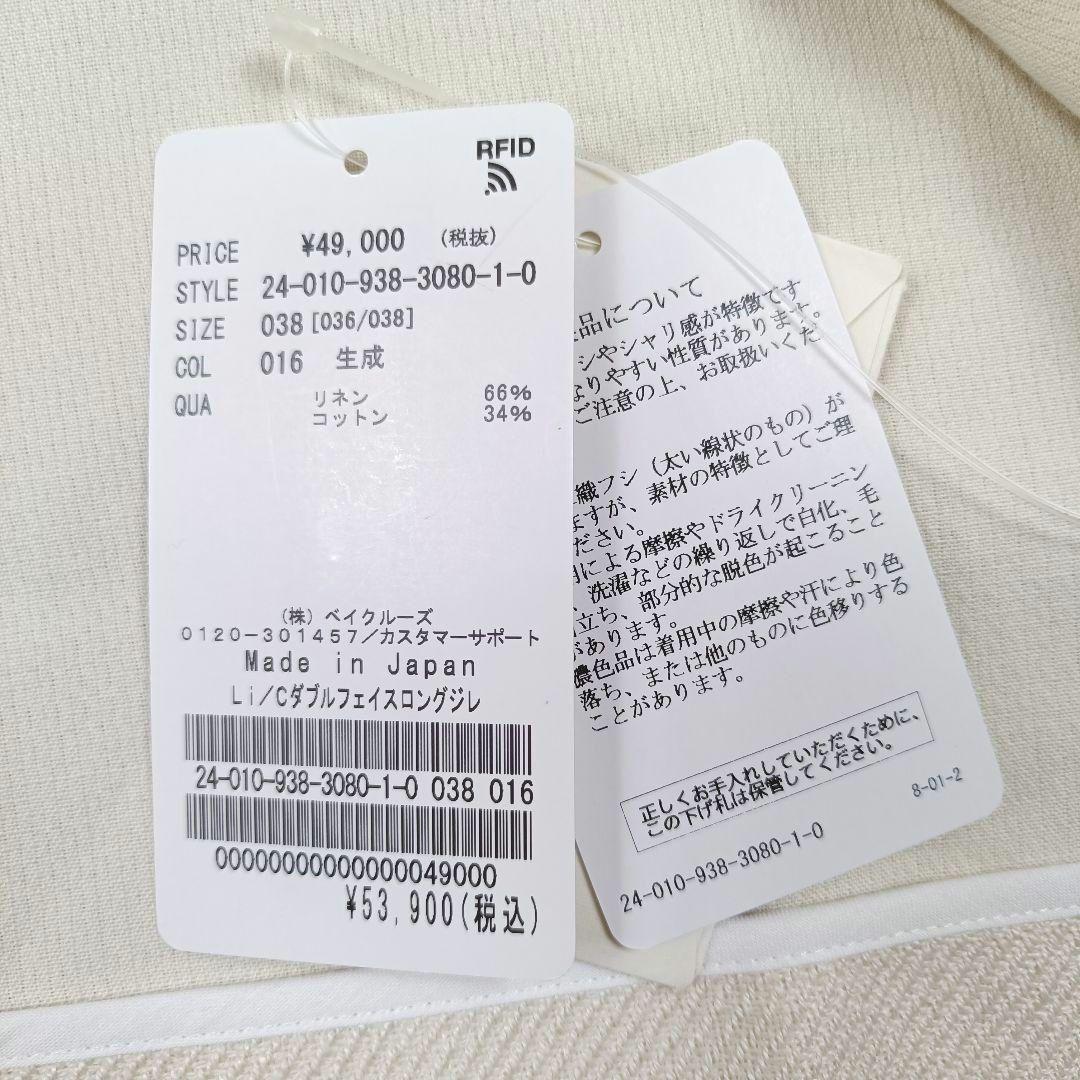 RFID
PRICE ¥49,000 (税抜)
STYLE 24-010-938-3080-1-0
SIZE 038 [036/038]
COL 016 生成
QUA リネン 66%
コットン 34%
(株) ベイクルーズ
0120-301457/カスタマーサポート
Made in Japan
Li/Cダブルフェイスロングジレ
24-010-938-3080-1-0 038 016
000000000000000049000
¥53,900(税込)
品について
シやシャリ感が特徴です
なりやすい性質があります。
ご注意の上、お取扱いくだ
織フシ（太い線状のもの）が
ますが、素材の特徴としてご理
ださい。
による摩擦やドライクリーニン
、洗濯などの繰り返しで白化、毛
立ち、部分的な脱色が起こること
があります。
濃色品は着用中の摩擦や汗により色
落ち、または他のものに色移りする
ことがあります。
正しくお手入れしていただくために、
この下げ札は保管してください。
8-01-2
24-010-938-3080-1-0